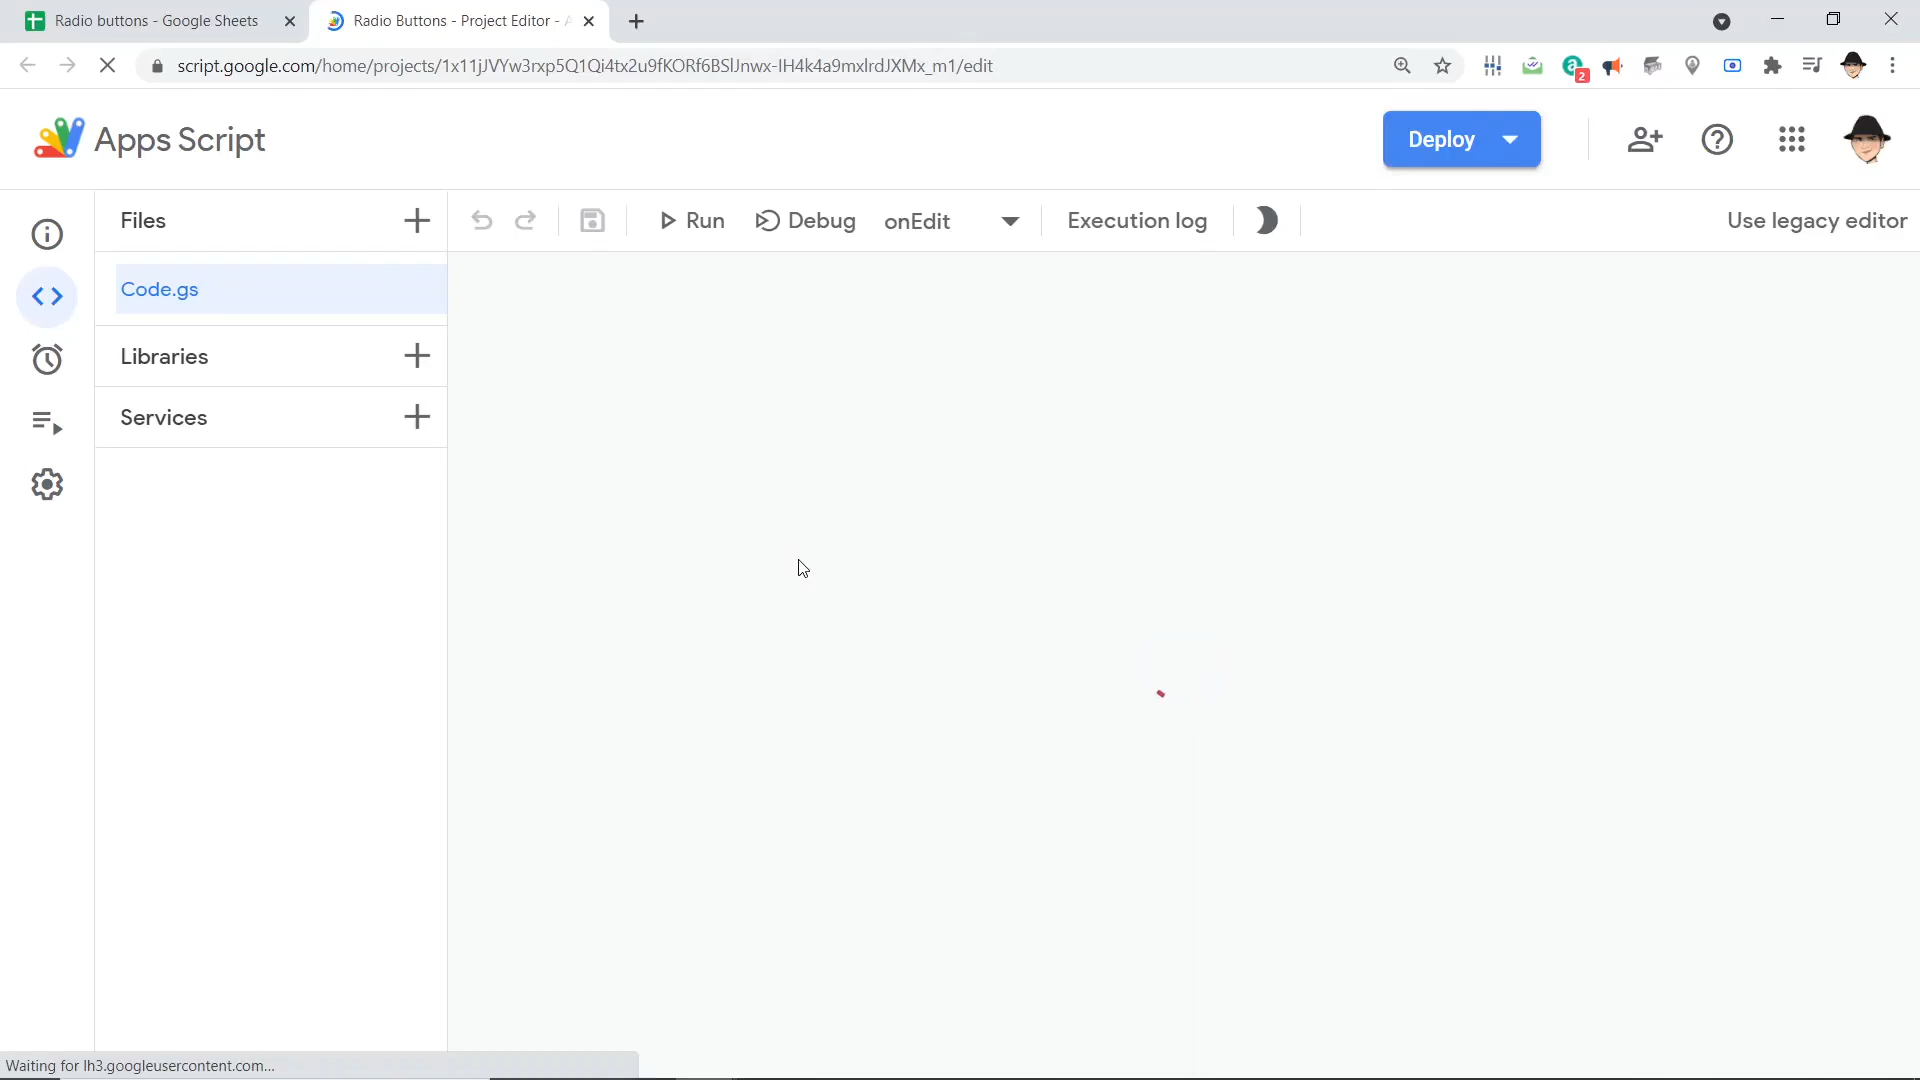 Radio buttons - Google Sheets
Radio Buttons - Project Editor -
script.google.com/home/projects/1x11jJVYw3rxp5Q1Qi4tx2u9fKORf6BSlJnwx-IH4k4a9mxlrdJXMx_m1/edit
2
Apps Script
Deploy
Files
Run
Debug
onEdit
Execution log
Use legacy editor
Code.gs
Libraries
Services
Waiting for lh3.googleusercontent.com...